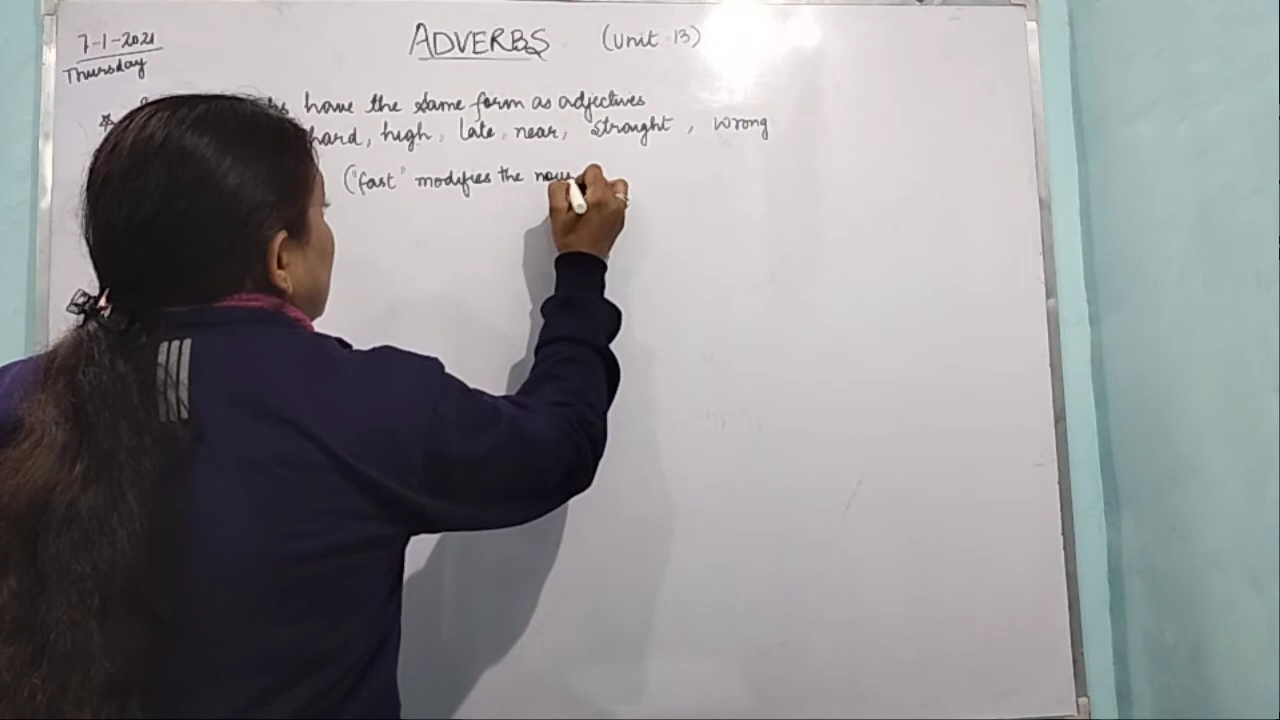 7-1-2021
Thursday
ADVERBS (Unit 13)
have the same form as adjectives
hard, high, late, near, straight, wrong
("fast" modifies the noun